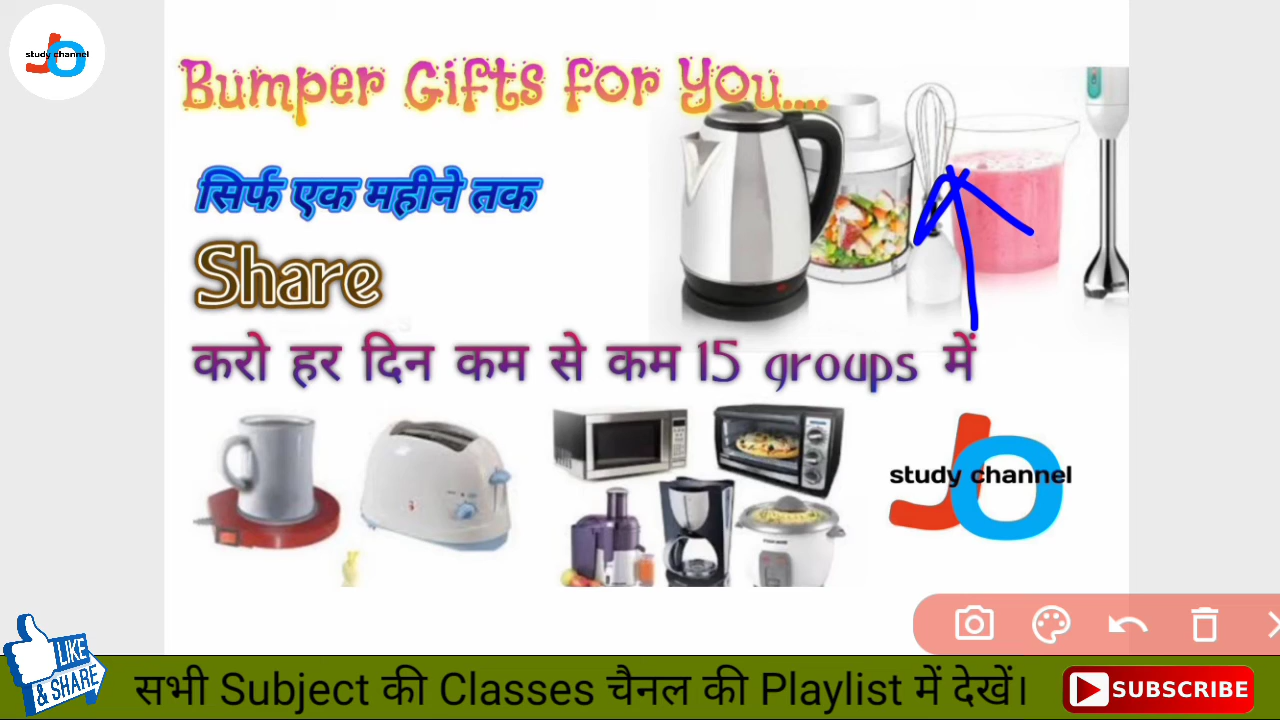 study channel
Bumper Gifts for You....
सिर्फ एक महीने तक
Share
करो हर दिन कम से कम 15 groups में
JO
study channel
LIKE
& SHARE
सभी Subject की Classes चैनल की Playlist में देखें।
SUBSCRIBE